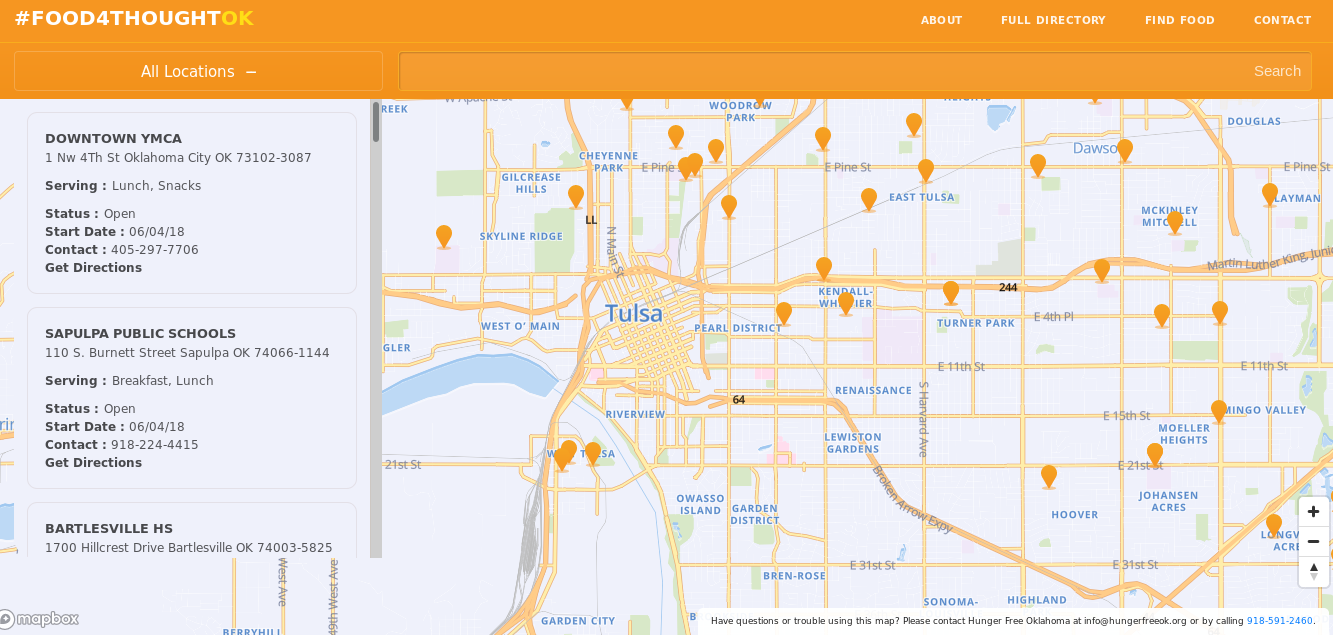 #FOOD4THOUGHTOK
ABOUT
FULL DIRECTORY
FIND FOOD
CONTACT
All Locations −
Search
DOWNTOWN YMCA
1 Nw 4Th St Oklahoma City OK 73102-3087
Serving : Lunch, Snacks
Status : Open
Start Date : 06/04/18
Contact : 405-297-7706
Get Directions
SAPULPA PUBLIC SCHOOLS
110 S. Burnett Street Sapulpa OK 74066-1144
Serving : Breakfast, Lunch
Status : Open
Start Date : 06/04/18
Contact : 918-224-4415
Get Directions
BARTLESVILLE HS
1700 Hillcrest Drive Bartlesville OK 74003-5825
REEK
W Apache St
WOODROW
PARK
HEIGHTS
DOUGLAS
Dawso
CHEYENNE
PARK
E Pine
E Pine St
E Pine St
GILCREASE
HILLS
EAST TULSA
LAYMAN
MCKINLEY
MITCHELL
LL
SKYLINE RIDGE
N Main St
Martin Luther King, Junio
244
KENDALL-
WHITTIER
Tulsa
WEST O' MAIN
PEARL DISTRICT
TURNER PARK
E 4th Pl
GLER
E 11th St
E 11th St
RENAISSANCE
64
S Harvard Ave
RIVERVIEW
E 15th St
MINGO VALLEY
MOELLER
HEIGHTS
LEWISTON
GARDENS
WEST TULSA
21st St
E 21st St
Broken Arrow Expy
OWASSO
ISLAND
GARDEN
DISTRICT
JOHANSEN
ACRES
HOOVER
LONGV
ACRE
E 31st St
E 31st St
BREN-ROSE
West Ave
49th West Ave
SONOMA-
HIGHLAND
GARDEN CITY
BERRYHILL
B
mapbox
Have questions or trouble using this map? Please contact Hunger Free Oklahoma at info@hungerfreeok.org or by calling 918-591-2460.